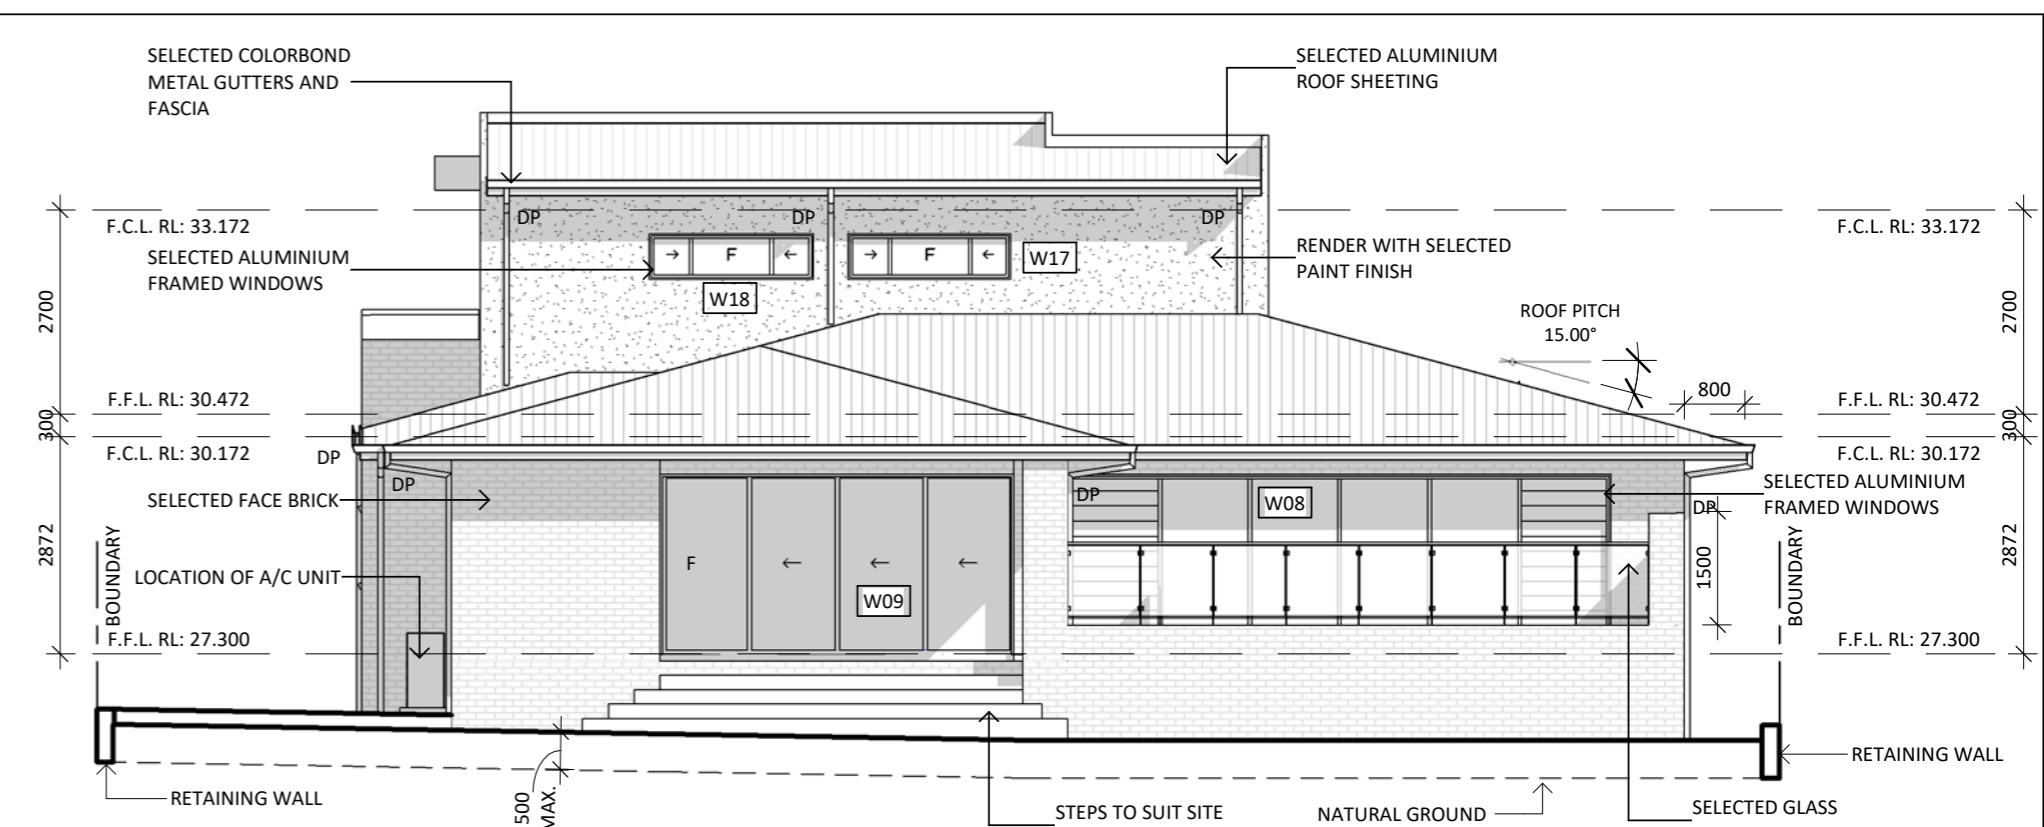 SELECTED COLORBOND
METAL GUTTERS AND
FASCIA
SELECTED ALUMINIUM
ROOF SHEETING
DP
DP
DP
F.C.L. RL: 33.172
F.C.L. RL: 33.172
SELECTED ALUMINIUM
FRAMED WINDOWS
→ F ←
→ F ←
W17
RENDER WITH SELECTED
PAINT FINISH
W18
2700
2700
ROOF PITCH
15.00°
800
F.F.L. RL: 30.472
F.F.L. RL: 30.472
300
300
F.C.L. RL: 30.172
DP
F.C.L. RL: 30.172
DP
DP
W08
SELECTED ALUMINIUM
FRAMED WINDOWS
DP
SELECTED FACE BRICK
2872
2872
BOUNDARY
BOUNDARY
1500
LOCATION OF A/C UNIT
F ← ← ←
W09
F.F.L. RL: 27.300
F.F.L. RL: 27.300
RETAINING WALL
RETAINING WALL
500
MAX.
STEPS TO SUIT SITE
NATURAL GROUND
SELECTED GLASS